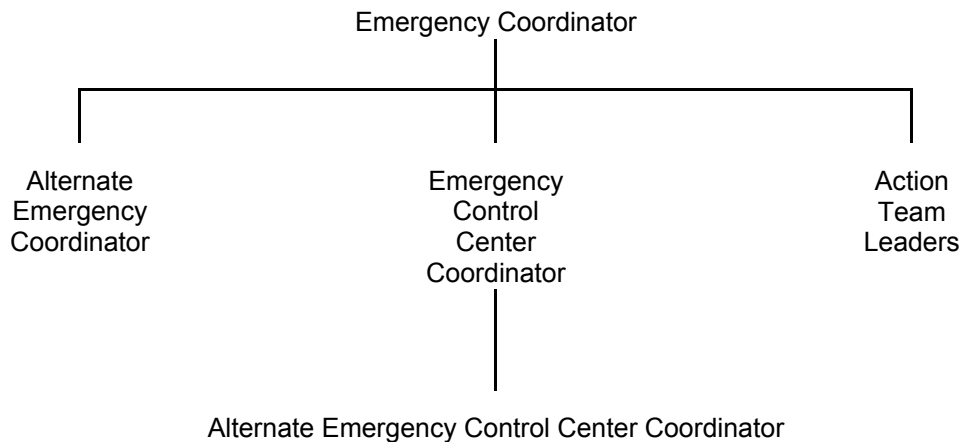 Emergency Coordinator
Alternate
Emergency
Coordinator
Emergency
Control
Center
Coordinator
Action
Team
Leaders
Alternate Emergency Control Center Coordinator